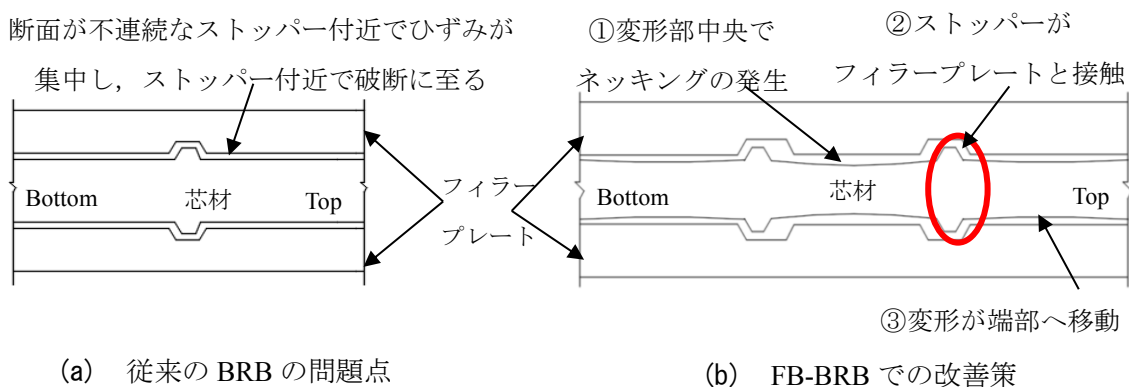 断面が不連続なストッパー付近でひずみが
集中し，ストッパー付近で破断に至る
Bottom
芯材
Top
フィラー
プレート
(a) 従来の BRB の問題点
①変形部中央で
ネッキングの発生
②ストッパーが
フィラープレートと接触
Bottom
芯材
Top
③変形が端部へ移動
(b) FB-BRB での改善策